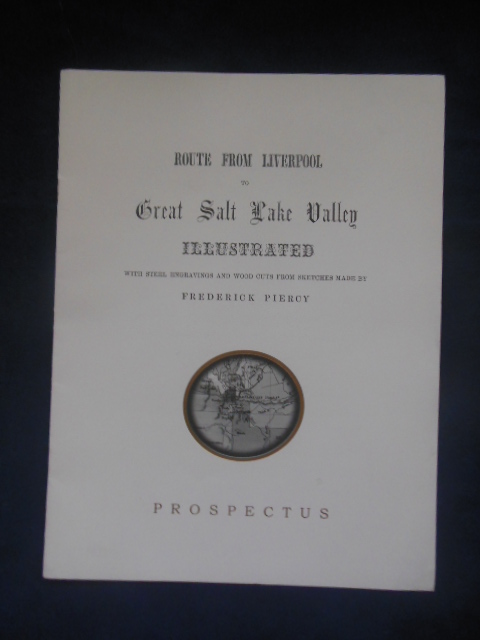 ROUTE FROM LIVERPOOL
TO
Great Salt Lake Valley
ILLUSTRATED
WITH STEEL ENGRAVINGS AND WOOD CUTS FROM SKETCHES MADE BY
FREDERICK PIERCY
PROSPECTUS